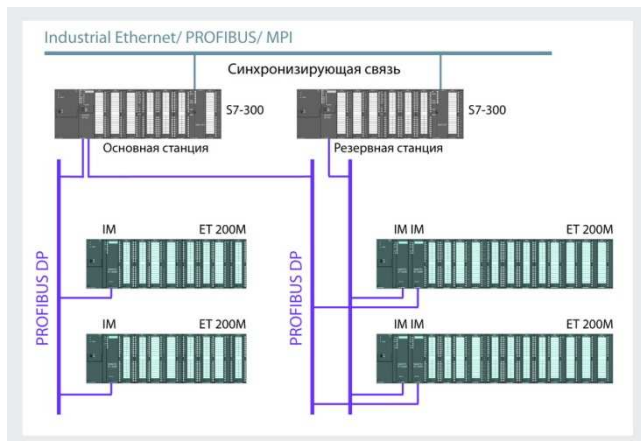 Industrial Ethernet/ PROFIBUS/ MPI
Синхронизирующая связь
S7-300
S7-300
Основная станция
Резервная станция
IM
ET 200M
IM IM
ET 200M
PROFIBUS DP
PROFIBUS DP
IM
ET 200M
IM IM
ET 200M